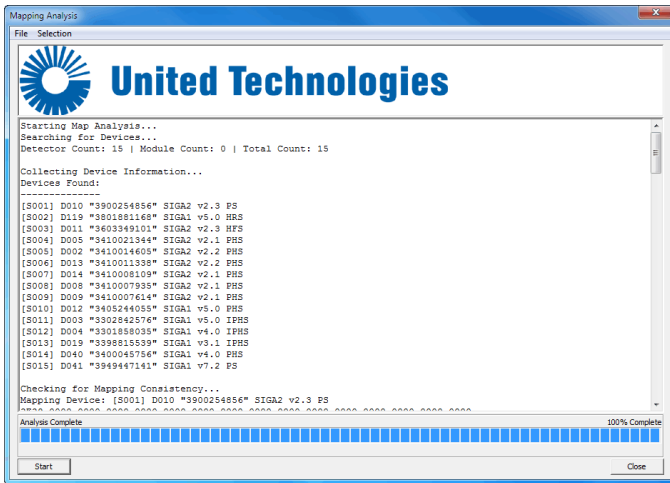 Mapping Analysis
File Selection
United Technologies
Starting Map Analysis...
Searching for Devices...
Detector Count: 15 | Module Count: 0 | Total Count: 15
Collecting Device Information...
Devices Found:
--------------
[S001] D010 "3900254856" SIGA2 v2.3 PS
[S002] D119 "3801881168" SIGA1 v5.0 HRS
[S003] D011 "3603349101" SIGA2 v2.3 HFS
[S004] D005 "3410021344" SIGA2 v2.1 PHS
[S005] D002 "3410014605" SIGA2 v2.2 PHS
[S006] D013 "3410011338" SIGA2 v2.2 PHS
[S007] D014 "3410008109" SIGA2 v2.1 PHS
[S008] D008 "3410007935" SIGA2 v2.1 PHS
[S009] D009 "3410007614" SIGA2 v2.1 PHS
[S010] D012 "3405244055" SIGA1 v5.0 PHS
[S011] D003 "3302842576" SIGA1 v5.0 IPHS
[S012] D004 "3301858035" SIGA1 v4.0 IPHS
[S013] D019 "3398815539" SIGA1 v3.1 IPHS
[S014] D040 "3400045756" SIGA1 v4.0 PHS
[S015] D041 "3949447141" SIGA1 v7.2 PS
Checking for Mapping Consistency...
Mapping Device: [S001] D010 "3900254856" SIGA2 v2.3 PS
Analysis Complete
100% Complete
Start
Close